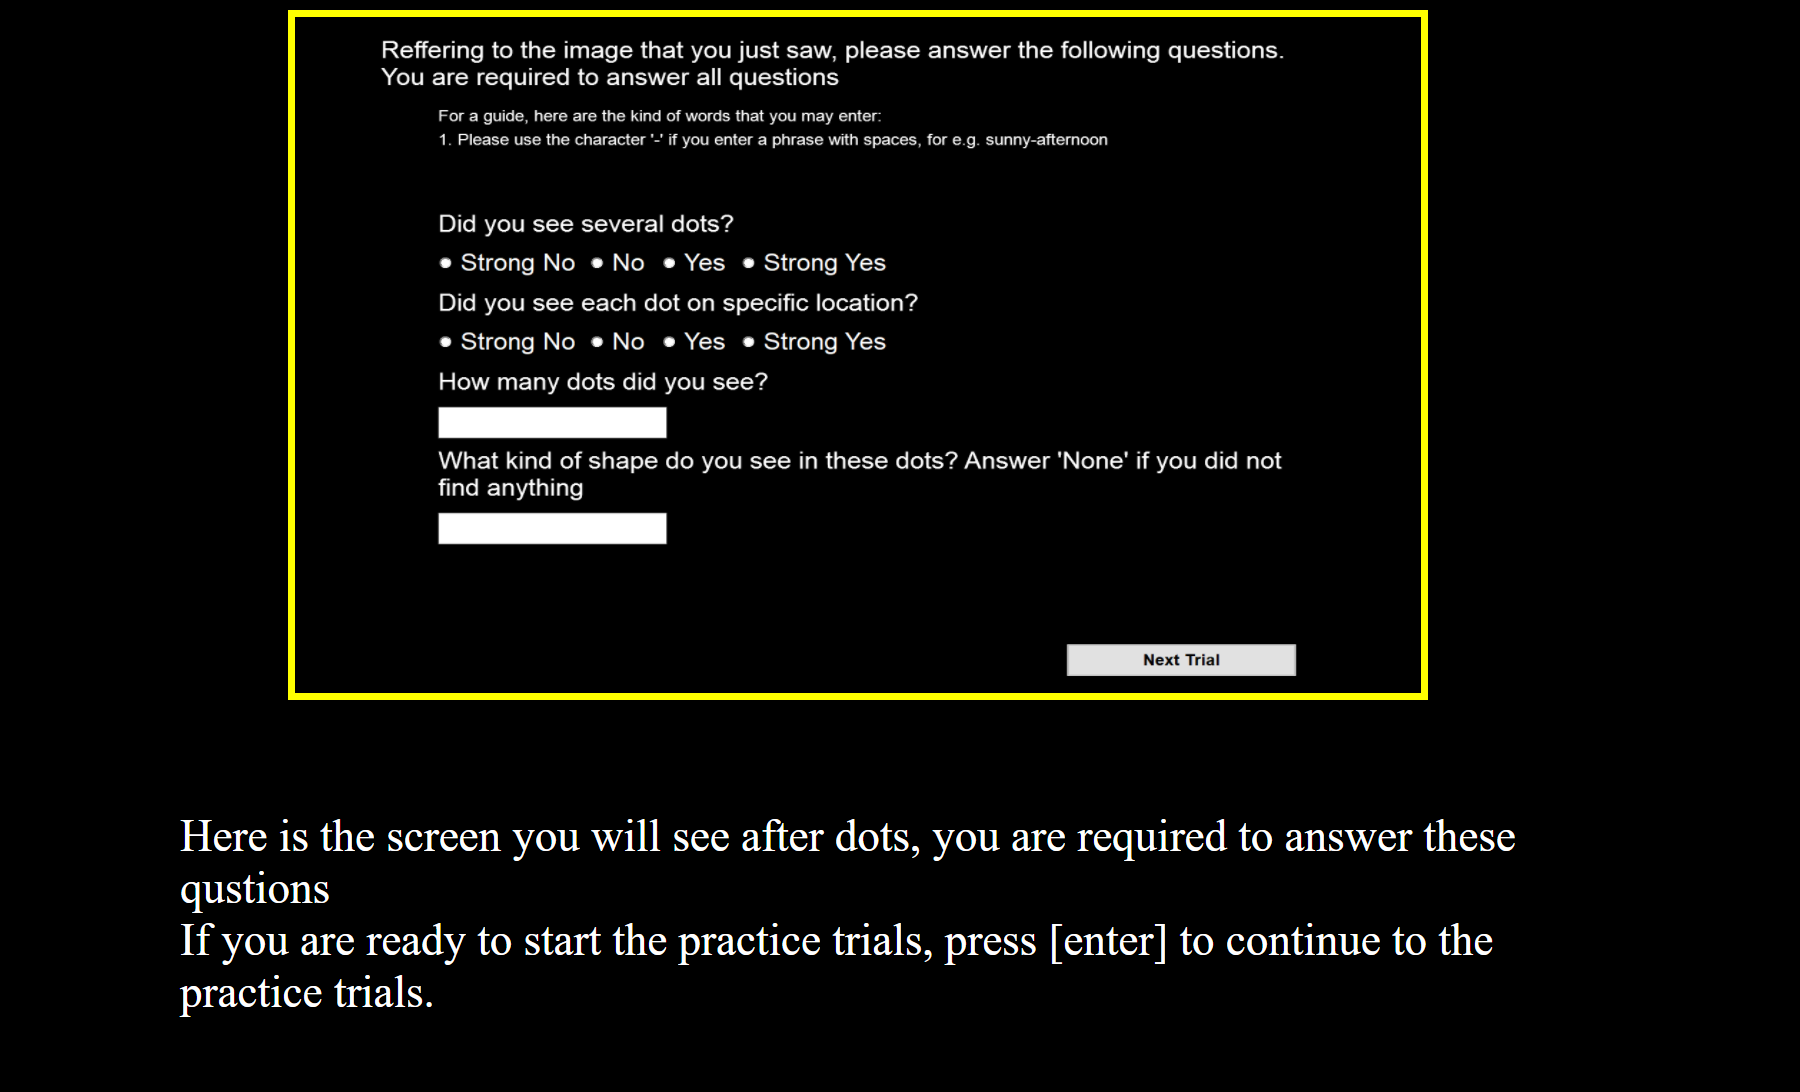 Reffering to the image that you just saw, please answer the following questions.
You are required to answer all questions
For a guide, here are the kind of words that you may enter:
1. Please use the character '-' if you enter a phrase with spaces, for e.g. sunny-afternoon
Did you see several dots?
Strong No No Yes Strong Yes
Did you see each dot on specific location?
Strong No No Yes Strong Yes
How many dots did you see?
What kind of shape do you see in these dots? Answer 'None' if you did not
find anything
Next Trial
Here is the screen you will see after dots, you are required to answer these
qustions
If you are ready to start the practice trials, press [enter] to continue to the
practice trials.